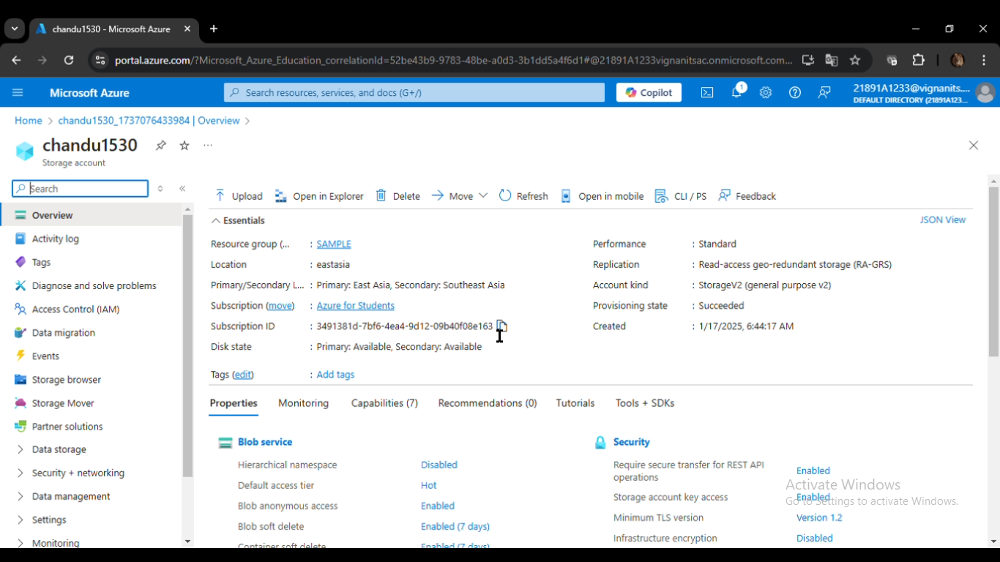 chandu1530 - Microsoft Azure
portal.azure.com/?Microsoft_Azure_Education_correlationId=52be43b9-9783-48be-a0d3-3b1dd5a4f6d1#@21891A1233vignanitsac.onmicrosoft.com...
Microsoft Azure
Search resources, services, and docs (G+/)
Copilot
1
21891A1233@vignanits....
DEFAULT DIRECTORY (21891A123...
Home > chandu1530_1737076433984 | Overview >
chandu1530
Storage account
Search
Overview
Activity log
Tags
Diagnose and solve problems
Access Control (IAM)
Data migration
Events
Storage browser
Storage Mover
Partner solutions
Data storage
Security + networking
Data management
Settings
Monitoring
Upload Open in Explorer Delete Move Refresh Open in mobile CLI / PS Feedback
Essentials
JSON View
Resource group (... : SAMPLE
Location : eastasia
Primary/Secondary L... : Primary: East Asia, Secondary: Southeast Asia
Subscription (move) : Azure for Students
Subscription ID : 3491381d-7bf6-4ea4-9d12-09b40f08e163
Disk state : Primary: Available, Secondary: Available
Performance : Standard
Replication : Read-access geo-redundant storage (RA-GRS)
Account kind : StorageV2 (general purpose v2)
Provisioning state : Succeeded
Created : 1/17/2025, 6:44:17 AM
Tags (edit) : Add tags
Properties Monitoring Capabilities (7) Recommendations (0) Tutorials Tools + SDKs
Blob service
Hierarchical namespace Disabled
Default access tier Hot
Blob anonymous access Enabled
Blob soft delete Enabled (7 days)
Container soft delete Enabled (7 days)
Security
Require secure transfer for REST API
operations Enabled
Storage account key access Enabled
Minimum TLS version Version 1.2
Infrastructure encryption Disabled
Activate Windows
Go to Settings to activate Windows.